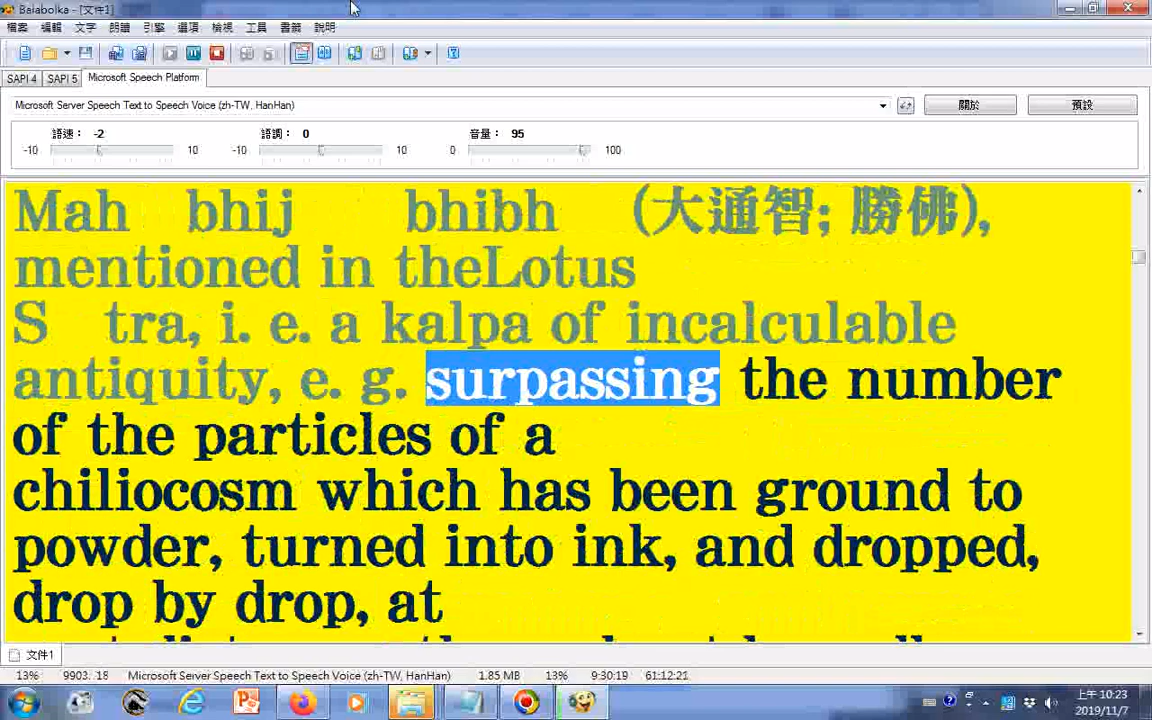 Balabolka - [文件1]
檔案 編輯 文字 朗讀 引擎 選項 檢視 工具 書籤 說明
SAPI 4 SAPI 5 Microsoft Speech Platform
Microsoft Server Speech Text to Speech Voice (zh-TW, HanHan) 關於 預設
語速： -2 語調： 0 音量： 95
-10 10 -10 10 0 100
Mah bhij bhibh (大通智; 勝佛),
mentioned in theLotus
S tra, i. e. a kalpa of incalculable
antiquity, e. g. surpassing the number
of the particles of a
chiliocosm which has been ground to
powder, turned into ink, and dropped,
drop by drop, at
文件1
13% 9903. 18 Microsoft Server Speech Text to Speech Voice (zh-TW, HanHan) 1.85 MB 13% 9:30:19 61:12:21
上午 10:23
2019/11/7